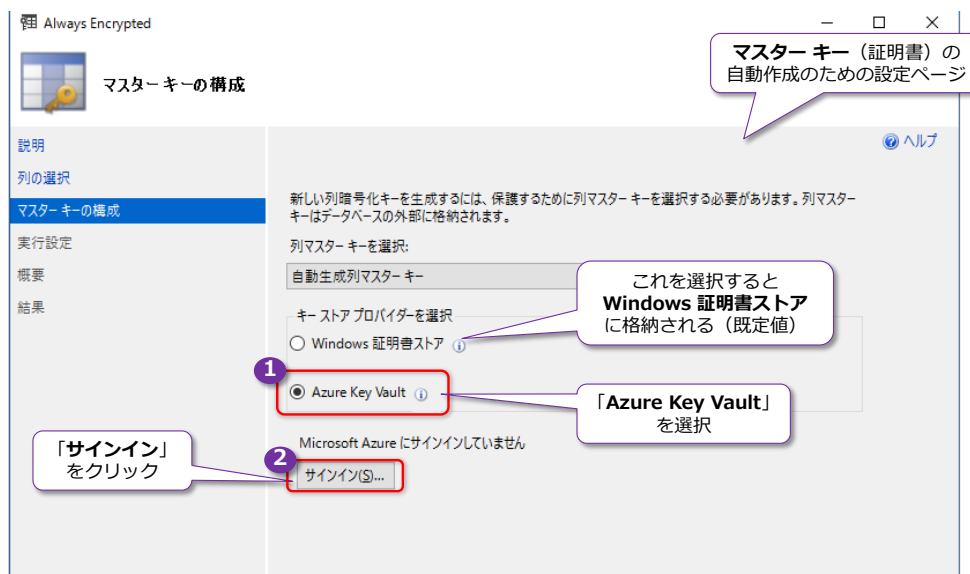 Always Encrypted
マスター キーの構成
マスター キー（証明書）の
自動作成のための設定ページ
ヘルプ
説明
列の選択
マスター キーの構成
実行設定
概要
結果
新しい列暗号化キーを生成するには、保護するために列マスター キーを選択する必要があります。列マスター
キーはデータベースの外部に格納されます。
列マスター キーを選択:
自動生成列マスター キー
これを選択すると
Windows 証明書ストア
に格納される（既定値）
キー ストア プロバイダーを選択
Windows 証明書ストア
1
Azure Key Vault
「Azure Key Vault」
を選択
Microsoft Azure にサインインしていません
「サインイン」
をクリック
2
サインイン(S)...